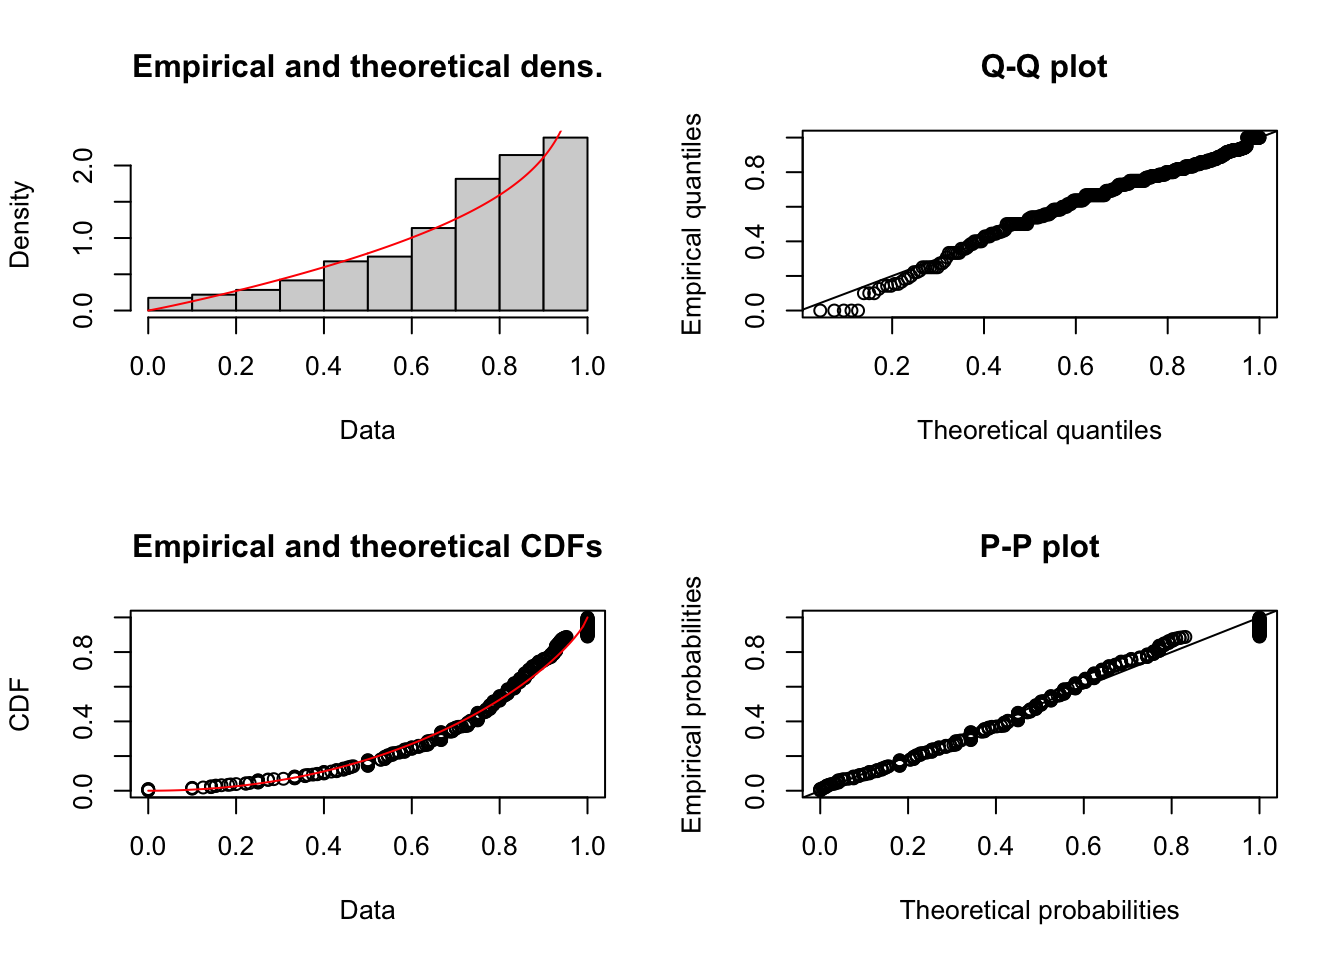 Empirical and theoretical dens.
Density
0.0 1.0 2.0
0.0 0.2 0.4 0.6 0.8 1.0
Data
Q-Q plot
Empirical quantiles
0.0 0.4 0.8
0.2 0.4 0.6 0.8 1.0
Theoretical quantiles
Empirical and theoretical CDFs
CDF
0.0 0.4 0.8
0.0 0.2 0.4 0.6 0.8 1.0
Data
P-P plot
Empirical probabilities
0.0 0.4 0.8
0.0 0.2 0.4 0.6 0.8 1.0
Theoretical probabilities